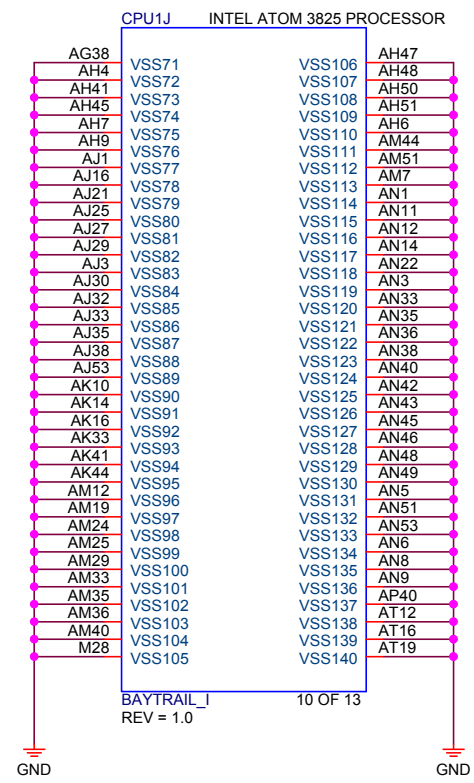 CPU1J INTEL ATOM 3825 PROCESSOR
AG38 VSS71 VSS106 AH47
AH4 VSS72 VSS107 AH48
AH41 VSS73 VSS108 AH50
AH45 VSS74 VSS109 AH51
AH7 VSS75 VSS110 AH6
AH9 VSS76 VSS111 AM44
AJ1 VSS77 VSS112 AM51
AJ16 VSS78 VSS113 AM7
AJ21 VSS79 VSS114 AN1
AJ25 VSS80 VSS115 AN11
AJ27 VSS81 VSS116 AN12
AJ29 VSS82 VSS117 AN14
AJ3 VSS83 VSS118 AN22
AJ30 VSS84 VSS119 AN3
AJ32 VSS85 VSS120 AN33
AJ33 VSS86 VSS121 AN35
AJ35 VSS87 VSS122 AN36
AJ38 VSS88 VSS123 AN38
AJ53 VSS89 VSS124 AN40
AK10 VSS90 VSS125 AN42
AK14 VSS91 VSS126 AN43
AK16 VSS92 VSS127 AN45
AK33 VSS93 VSS128 AN46
AK41 VSS94 VSS129 AN48
AK44 VSS95 VSS130 AN49
AM12 VSS96 VSS131 AN5
AM19 VSS97 VSS132 AN51
AM24 VSS98 VSS133 AN53
AM25 VSS99 VSS134 AN6
AM29 VSS100 VSS135 AN8
AM33 VSS101 VSS136 AN9
AM35 VSS102 VSS137 AP40
AM36 VSS103 VSS138 AT12
AM40 VSS104 VSS139 AT16
M28 VSS105 VSS140 AT19
BAYTRAIL_I 10 OF 13
REV = 1.0
GND GND